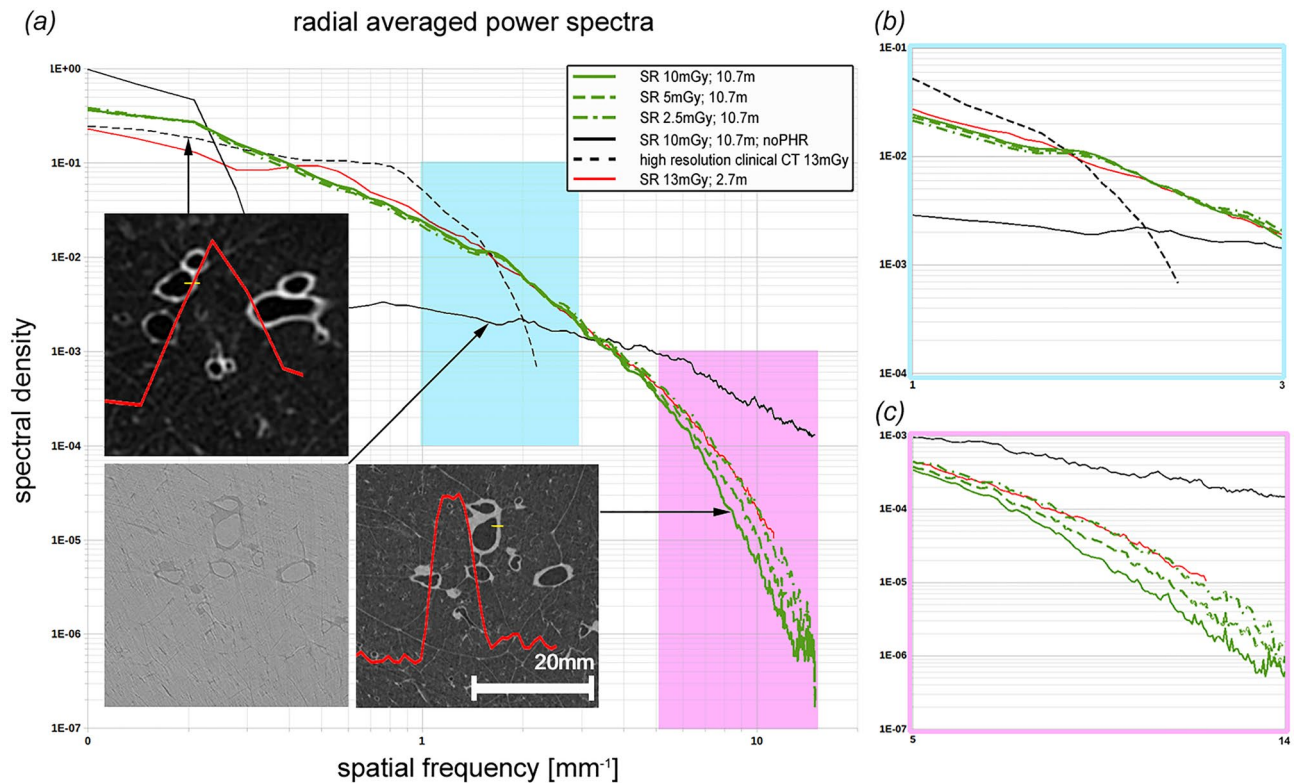 (a)
radial averaged power spectra
spectral density
1E+00
1E-01
1E-02
1E-03
1E-04
1E-05
1E-06
1E-07
SR 10mGy; 10.7m
SR 5mGy; 10.7m
SR 2.5mGy; 10.7m
SR 10mGy; 10.7m; noPHR
high resolution clinical CT 13mGy
SR 13mGy; 2.7m
20mm
0 1 10
spatial frequency [mm⁻¹]
(b)
1E-01
1E-02
1E-03
1E-04
1 3
(c)
1E-03
1E-04
1E-05
1E-06
1E-07
5 14